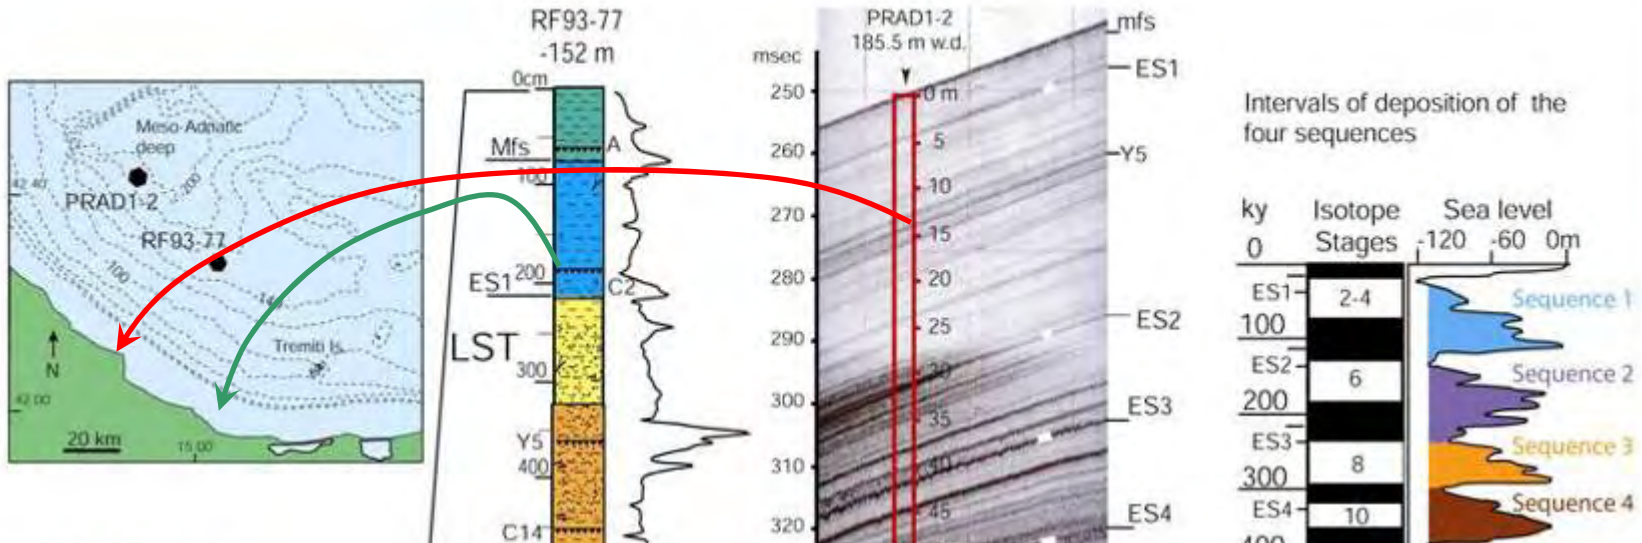 Meso-Adriatic
deep
42 40
200
PRAD1-2
RF93-77
100
140
Tremiti Is.
N
42 00
20 km
15 00
RF93-77
-152 m
0cm
A
Mfs
100
200
ES1
C2
LST
300
Y5
400
C14
msec
250
260
270
280
290
300
310
320
PRAD1-2
185.5 m w.d.
0 m
5
10
15
20
25
30
35
40
45
mfs
ES1
Y5
ES2
ES3
ES4
Intervals of deposition of the
four sequences
ky
Isotope
Stages
Sea level
0
-120 -60 0m
ES1
2-4
Sequence 1
100
ES2
6
Sequence 2
200
ES3
8
Sequence 3
300
ES4
10
Sequence 4
400